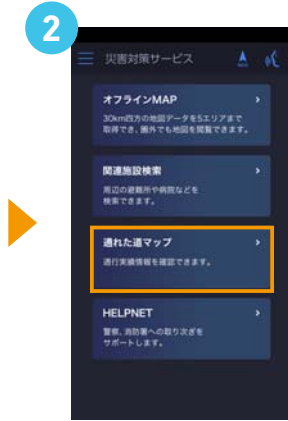 2
災害対策サービス
オフラインMAP
30km四方の地図データを5エリアまで
取得でき、圏外でも地図を閲覧できます。
関連施設検索
周辺の避難所や病院などを
検索できます。
通れた道マップ
通行実績情報を確認できます。
HELPNET
警察、消防署への取り次ぎを
サポートします。